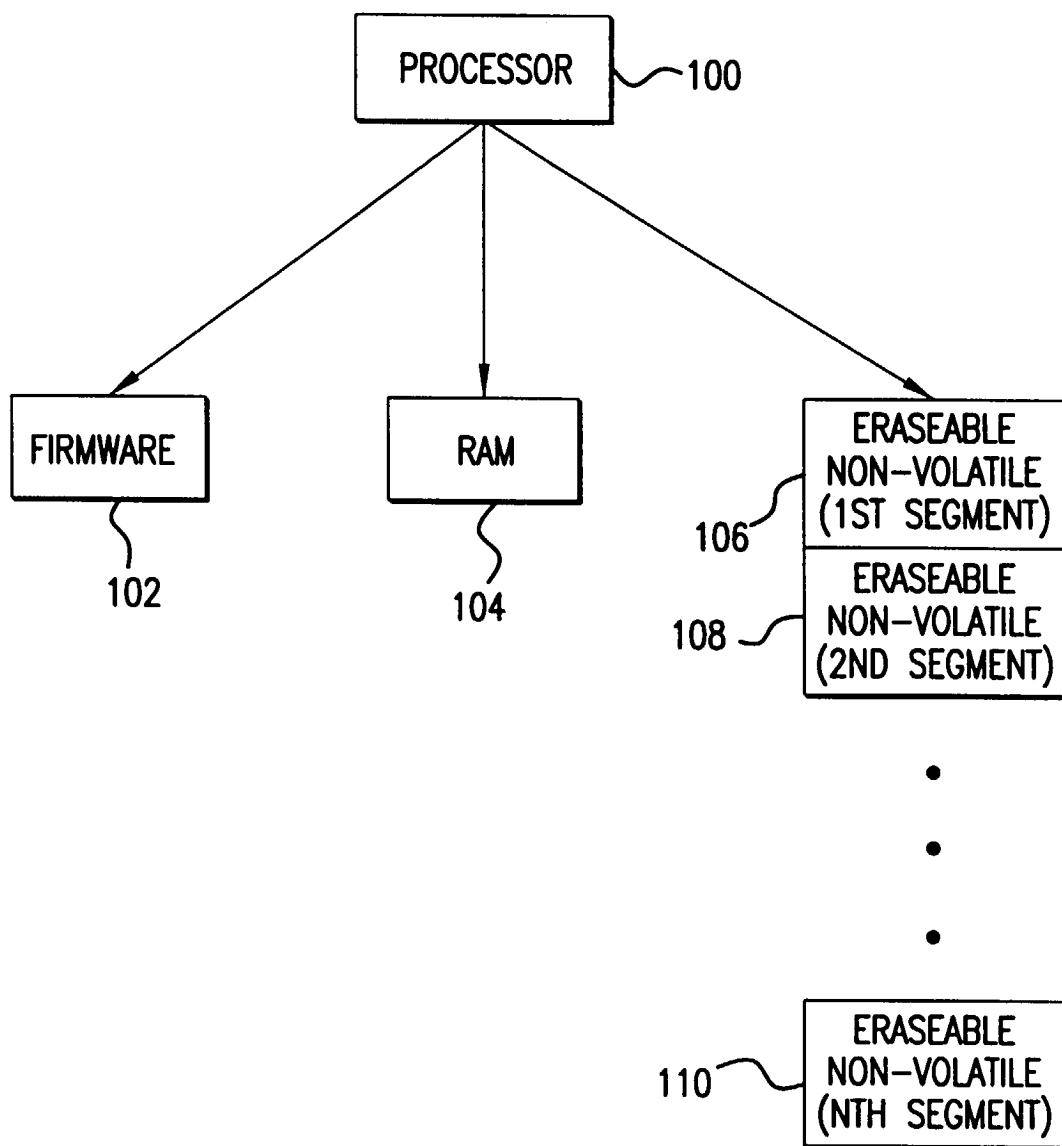 PROCESSOR
100
FIRMWARE
102
RAM
104
ERASEABLE
NON-VOLATILE
(1ST SEGMENT)
106
ERASEABLE
NON-VOLATILE
(2ND SEGMENT)
108
ERASEABLE
NON-VOLATILE
(NTH SEGMENT)
110